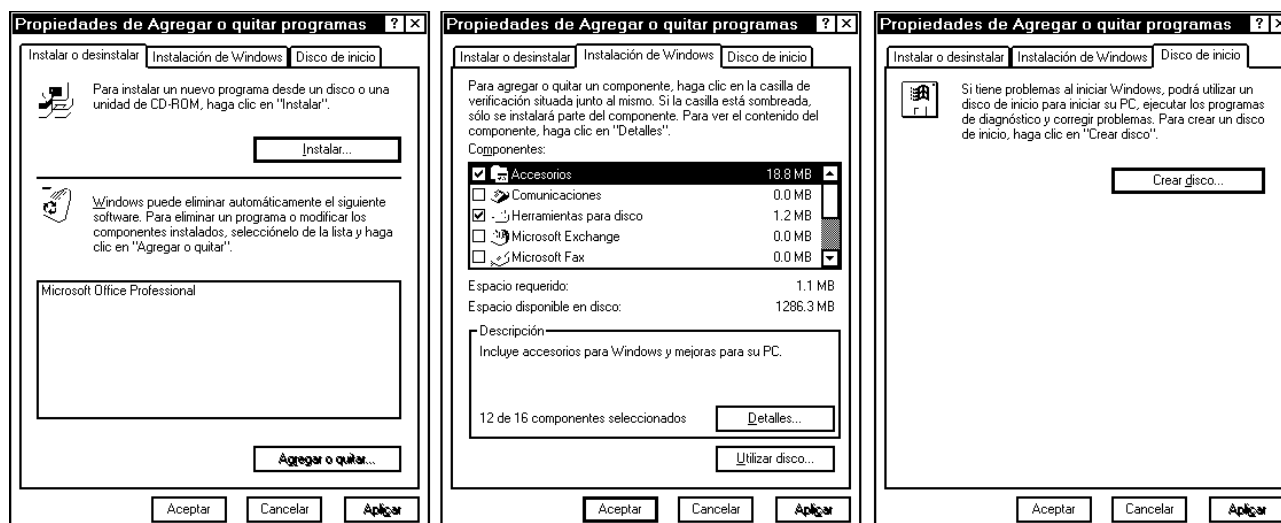 Propiedades de Agregar o quitar programas ? ×
Instalar o desinstalar Instalación de Windows Disco de inicio
Para instalar un nuevo programa desde un disco o una
unidad de CD-ROM, haga clic en "Instalar".
Instalar...
Windows puede eliminar automáticamente el siguiente
software. Para eliminar un programa o modificar los
componentes instalados, selecciónelo de la lista y haga
clic en "Agregar o quitar".
Microsoft Office Professional
Agregar o quitar...
Aceptar Cancelar Aplicar
Propiedades de Agregar o quitar programas ? ×
Instalar o desinstalar Instalación de Windows Disco de inicio
Para agregar o quitar un componente, haga clic en la casilla de
verificación situada junto al mismo. Si la casilla está sombreada,
sólo se instalará parte del componente. Para ver el contenido del
componente, haga clic en "Detalles".
Componentes:
Accesorios 18.8 MB
Comunicaciones 0.0 MB
Herramientas para disco 1.2 MB
Microsoft Exchange 0.0 MB
Microsoft Fax 0.0 MB
Espacio requerido: 1.1 MB
Espacio disponible en disco: 1286.3 MB
Descripción
Incluye accesorios para Windows y mejoras para su PC.
12 de 16 componentes seleccionados Detalles...
Utilizar disco...
Aceptar Cancelar Aplicar
Propiedades de Agregar o quitar programas ? ×
Instalar o desinstalar Instalación de Windows Disco de inicio
Si tiene problemas al iniciar Windows, podrá utilizar un
disco de inicio para iniciar su PC, ejecutar los programas
de diagnóstico y corregir problemas. Para crear un disco
de inicio, haga clic en "Crear disco".
Crear disco...
Aceptar Cancelar Aplicar